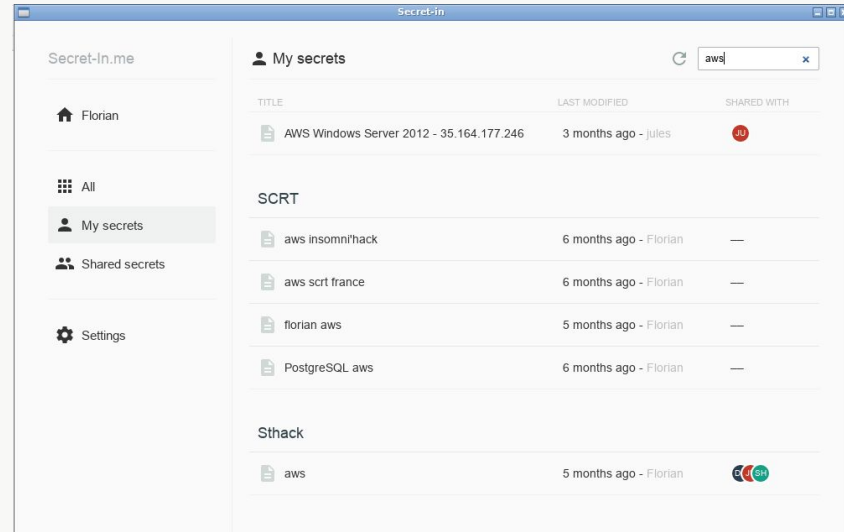 Secret-in
Secret-In.me
My secrets
aws
Florian
TITLE LAST MODIFIED SHARED WITH
AWS Windows Server 2012 - 35.164.177.246 3 months ago - jules JU
All
My secrets
Shared secrets
Settings
SCRT
aws insomni'hack 6 months ago - Florian —
aws scrt france 6 months ago - Florian —
florian aws 5 months ago - Florian —
PostgreSQL aws 6 months ago - Florian —
Sthack
aws 5 months ago - Florian SH